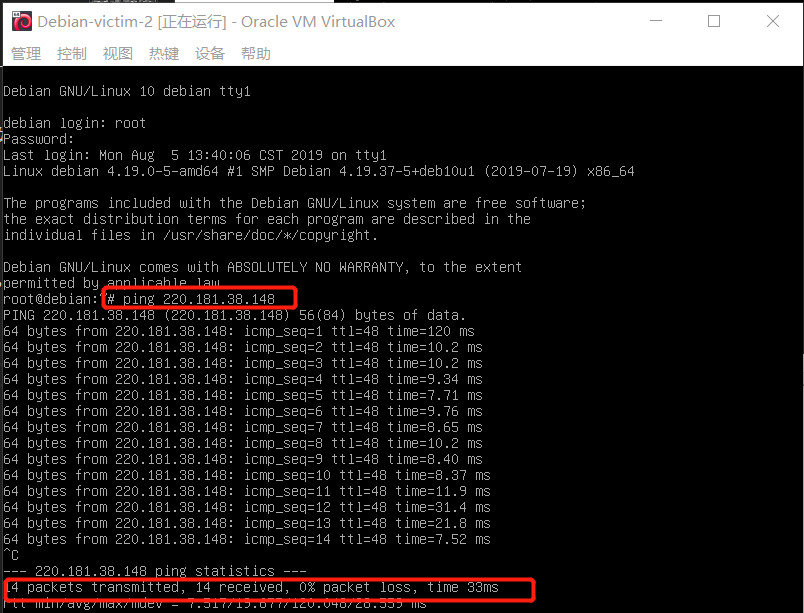 Debian-victim-2 [正在运行] - Oracle VM VirtualBox
管理 控制 视图 热键 设备 帮助
Debian GNU/Linux 10 debian tty1
debian login: root
Password:
Last login: Mon Aug  5 13:40:06 CST 2019 on tty1
Linux debian 4.19.0-5-amd64 #1 SMP Debian 4.19.37-5+deb10u1 (2019-07-19) x86_64
The programs included with the Debian GNU/Linux system are free software;
the exact distribution terms for each program are described in the
individual files in /usr/share/doc/*/copyright.
Debian GNU/Linux comes with ABSOLUTELY NO WARRANTY, to the extent
permitted by applicable law.
root@debian:~# ping 220.181.38.148
PING 220.181.38.148 (220.181.38.148) 56(84) bytes of data.
64 bytes from 220.181.38.148: icmp_seq=1 ttl=48 time=120 ms
64 bytes from 220.181.38.148: icmp_seq=2 ttl=48 time=10.2 ms
64 bytes from 220.181.38.148: icmp_seq=3 ttl=48 time=10.2 ms
64 bytes from 220.181.38.148: icmp_seq=4 ttl=48 time=9.34 ms
64 bytes from 220.181.38.148: icmp_seq=5 ttl=48 time=7.71 ms
64 bytes from 220.181.38.148: icmp_seq=6 ttl=48 time=9.76 ms
64 bytes from 220.181.38.148: icmp_seq=7 ttl=48 time=8.65 ms
64 bytes from 220.181.38.148: icmp_seq=8 ttl=48 time=10.2 ms
64 bytes from 220.181.38.148: icmp_seq=9 ttl=48 time=8.40 ms
64 bytes from 220.181.38.148: icmp_seq=10 ttl=48 time=8.37 ms
64 bytes from 220.181.38.148: icmp_seq=11 ttl=48 time=11.9 ms
64 bytes from 220.181.38.148: icmp_seq=12 ttl=48 time=31.4 ms
64 bytes from 220.181.38.148: icmp_seq=13 ttl=48 time=21.8 ms
64 bytes from 220.181.38.148: icmp_seq=14 ttl=48 time=7.52 ms
^C
--- 220.181.38.148 ping statistics ---
14 packets transmitted, 14 received, 0% packet loss, time 33ms
rtt min/avg/max/mdev = 7.517/19.677/120.048/28.559 ms